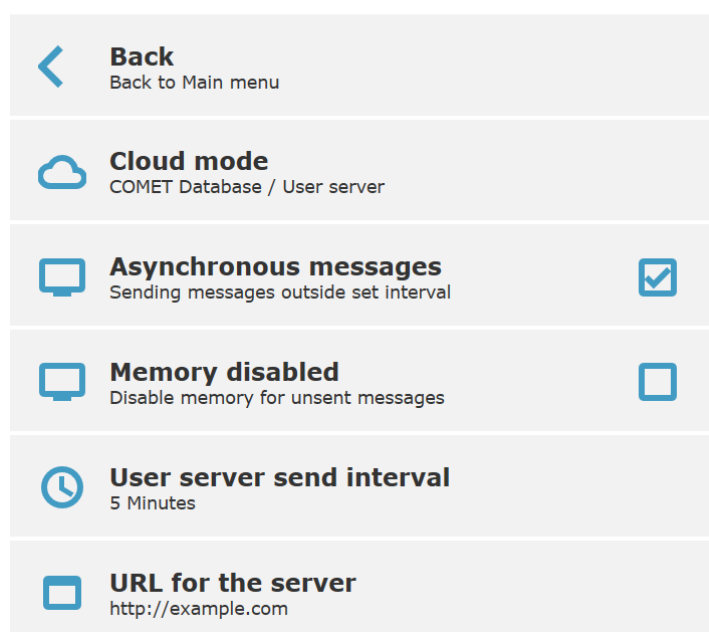 Back
Back to Main menu
Cloud mode
COMET Database / User server
Asynchronous messages
Sending messages outside set interval
Memory disabled
Disable memory for unsent messages
User server send interval
5 Minutes
URL for the server
http://example.com